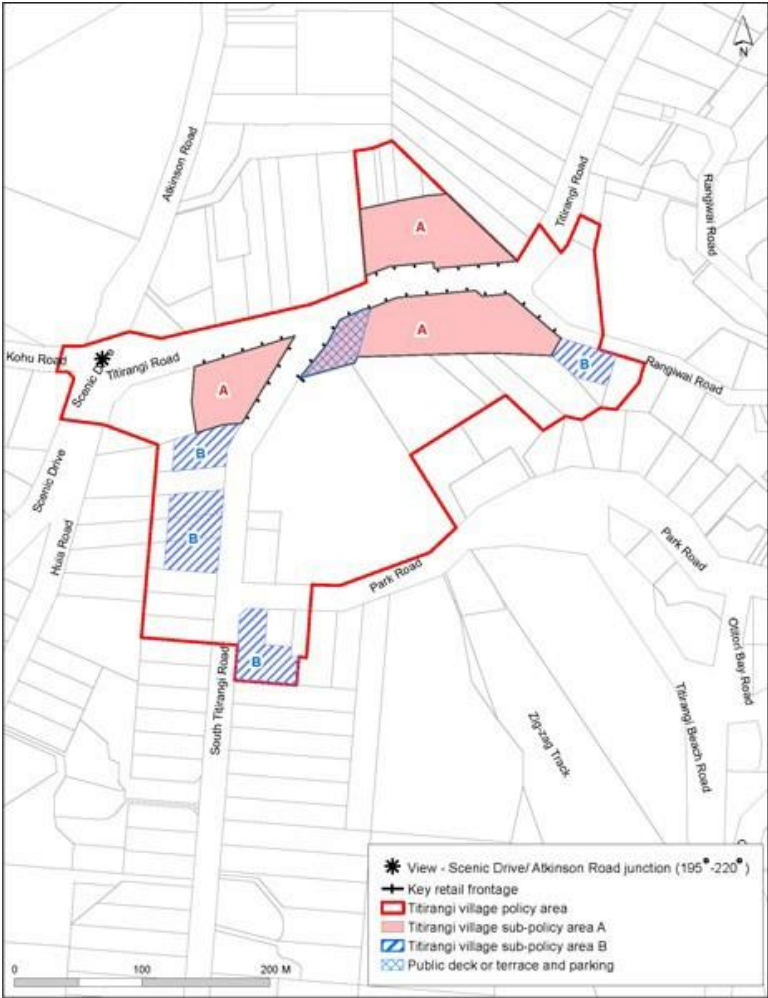 N
Atkinson Road
Titirangi Road
Rangiwai Road
A
A
Kohu Road
Scenic Drive
Titirangi Road
A
B
Rangiwai Road
B
Scenic Drive
Huia Road
B
Park Road
Park Road
Otitori Bay Road
B
South Titirangi Road
Titirangi Beach Road
Zig-zag Track
View - Scenic Drive/ Atkinson Road junction (195°-220°)
Key retail frontage
Titirangi village policy area
Titirangi village sub-policy area A
Titirangi village sub-policy area B
Public deck or terrace and parking
0 100 200 M